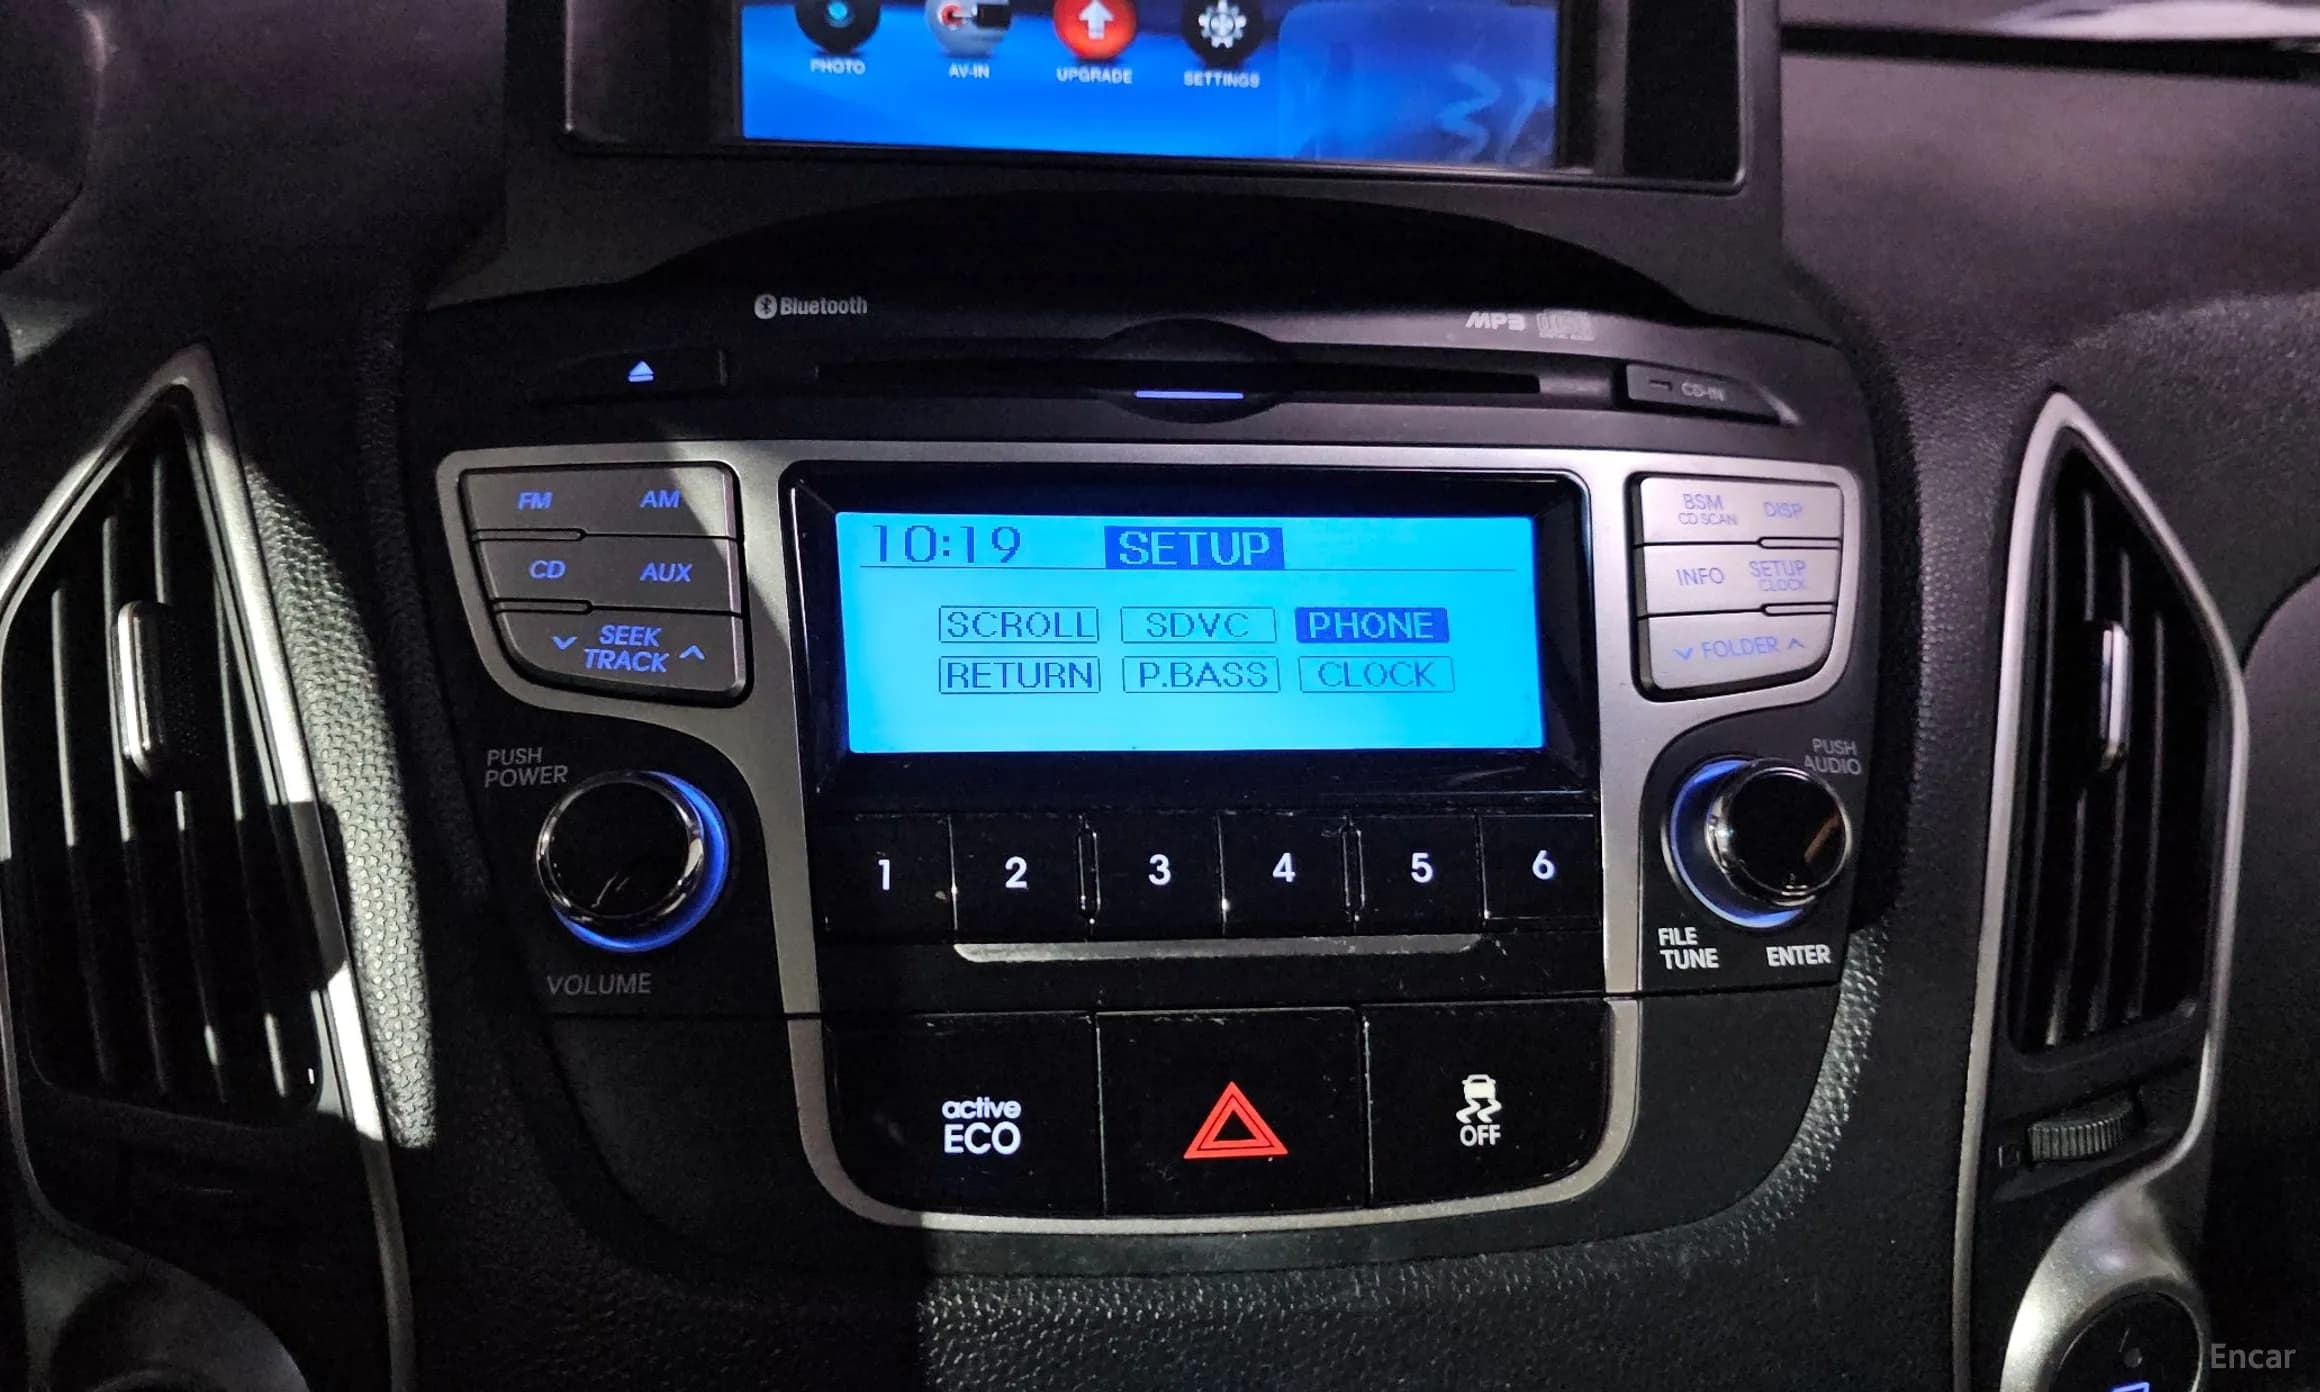 PHOTO AV-IN UPGRADE SETTINGS
Bluetooth
MP3
CD-IN
FM AM
CD AUX
SEEK
TRACK
10:19 SETUP
SCROLL SDVC PHONE
RETURN P.BASS CLOCK
BSM DISP
CD SCAN
INFO SETUP
CLOCK
FOLDER
PUSH
POWER
VOLUME
1 2 3 4 5 6
PUSH
AUDIO
FILE
TUNE ENTER
active
ECO
OFF
Encar